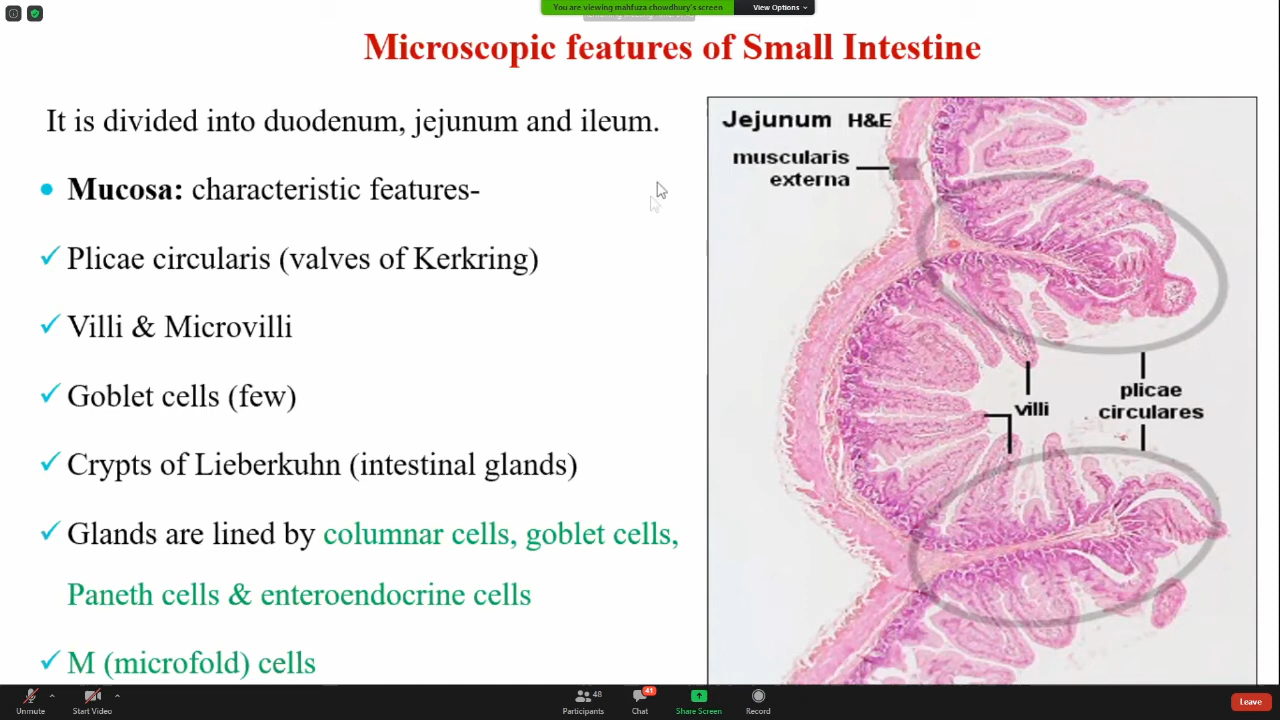 You are viewing mahfuza chowdhury's screen
View Options
Microscopic features of Small Intestine
It is divided into duodenum, jejunum and ileum.
Mucosa: characteristic features-
Plicae circularis (valves of Kerkring)
Villi & Microvilli
Goblet cells (few)
Crypts of Lieberkuhn (intestinal glands)
Glands are lined by columnar cells, goblet cells,
Paneth cells & enteroendocrine cells
M (microfold) cells
Jejunum H&E
muscularis
externa
villi
plicae
circulares
Unmute
Start Video
48
Participants
41
Chat
Share Screen
Record
Leave